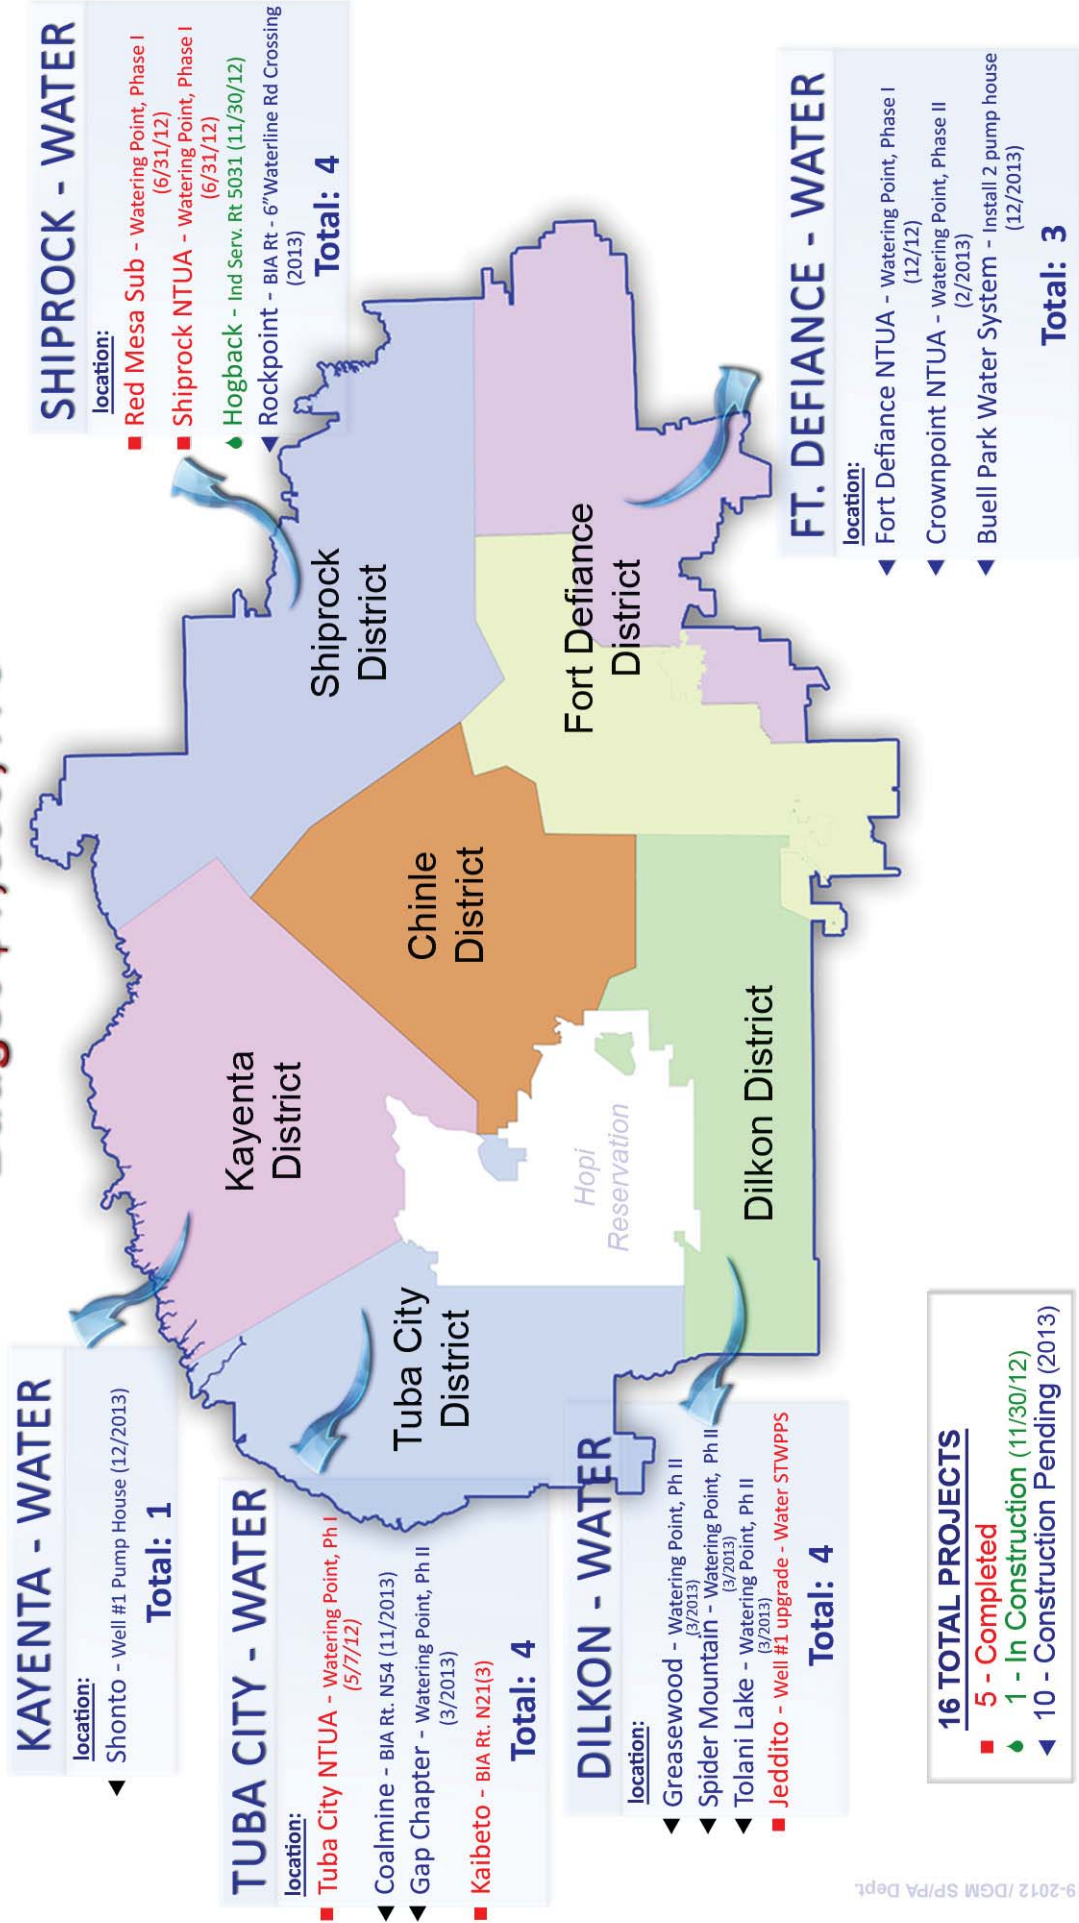 KAYENTA - WATER
location:
Shonto - Well #1 Pump House (12/2013)
Total: 1
TUBA CITY - WATER
location:
Tuba City NTUA - Watering Point, Ph I
(5/7/12)
Coalmine - BIA Rt. N54 (11/2013)
Gap Chapter - Watering Point, Ph II
(3/2013)
Kaibeto - BIA Rt. N21(3)
Total: 4
DILKON - WATER
location:
Greasewood - Watering Point, Ph II
(3/2013)
Spider Mountain - Watering Point, Ph II
(3/2013)
Tolani Lake - Watering Point, Ph II
(3/2013)
Jeddito - Well #1 upgrade - Water STWPPS
Total: 4
16 TOTAL PROJECTS
5 - Completed
1 - In Construction (11/30/12)
10 - Construction Pending (2013)
9-2012 /DGM SP/PA Dept.
Kayenta
District
Tuba City
District
Hopi
Reservation
Chinle
District
Dilkon District
Shiprock
District
Fort Defiance
District
SHIPROCK - WATER
location:
Red Mesa Sub - Watering Point, Phase I
(6/31/12)
Shiprock NTUA - Watering Point, Phase I
(6/31/12)
Hogback - Ind Serv. Rt 5031 (11/30/12)
Rockpoint - BIA Rt - 6"Waterline Rd Crossing
(2013)
Total: 4
FT. DEFIANCE - WATER
location:
Fort Defiance NTUA - Watering Point, Phase I
(12/12)
Crownpoint NTUA - Watering Point, Phase II
(2/2013)
Buell Park Water System - Install 2 pump house
(12/2013)
Total: 3